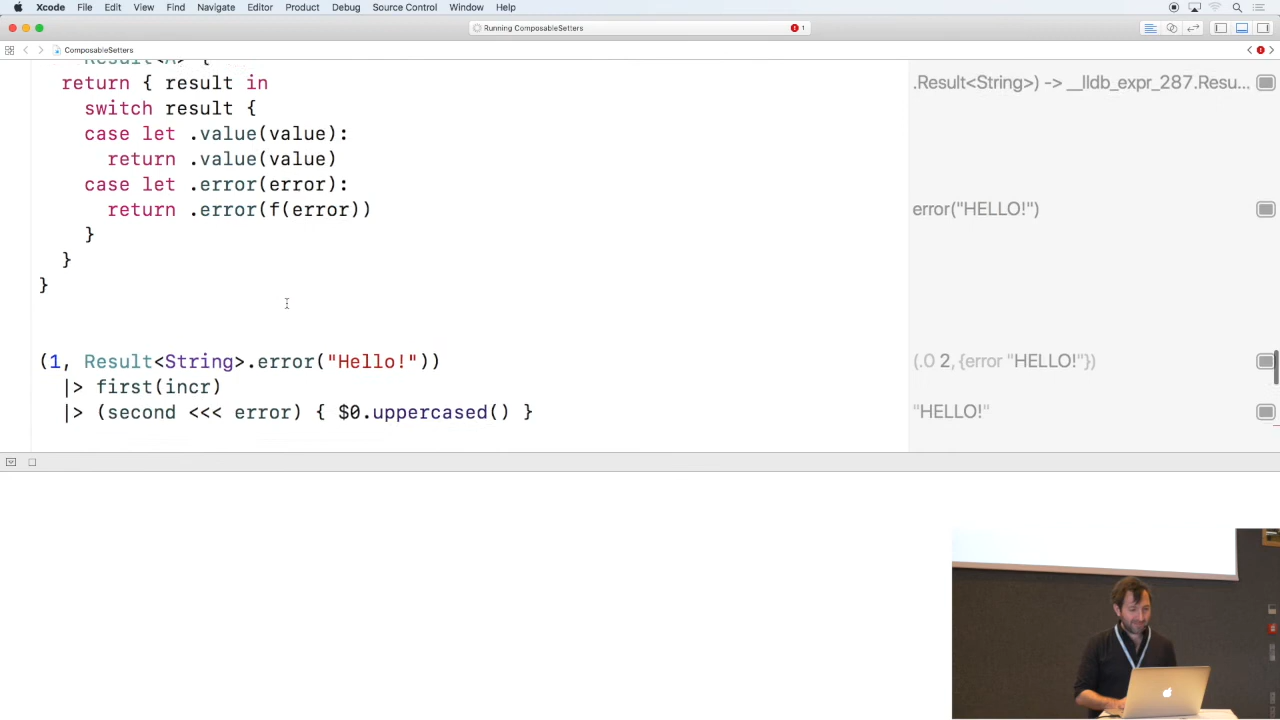 Xcode File Edit View Find Navigate Editor Product Debug Source Control Window Help
Running ComposableSetters 1
ComposableSetters
Result<A> {
return { result in
switch result {
case let .value(value):
return .value(value)
case let .error(error):
return .error(f(error))
}
}
}
(1, Result<String>.error("Hello!"))
|> first(incr)
|> (second <<< error) { $0.uppercased() }
.Result<String>) -> __lldb_expr_287.Resu...
error("HELLO!")
(.0 2, {error "HELLO!"})
"HELLO!"